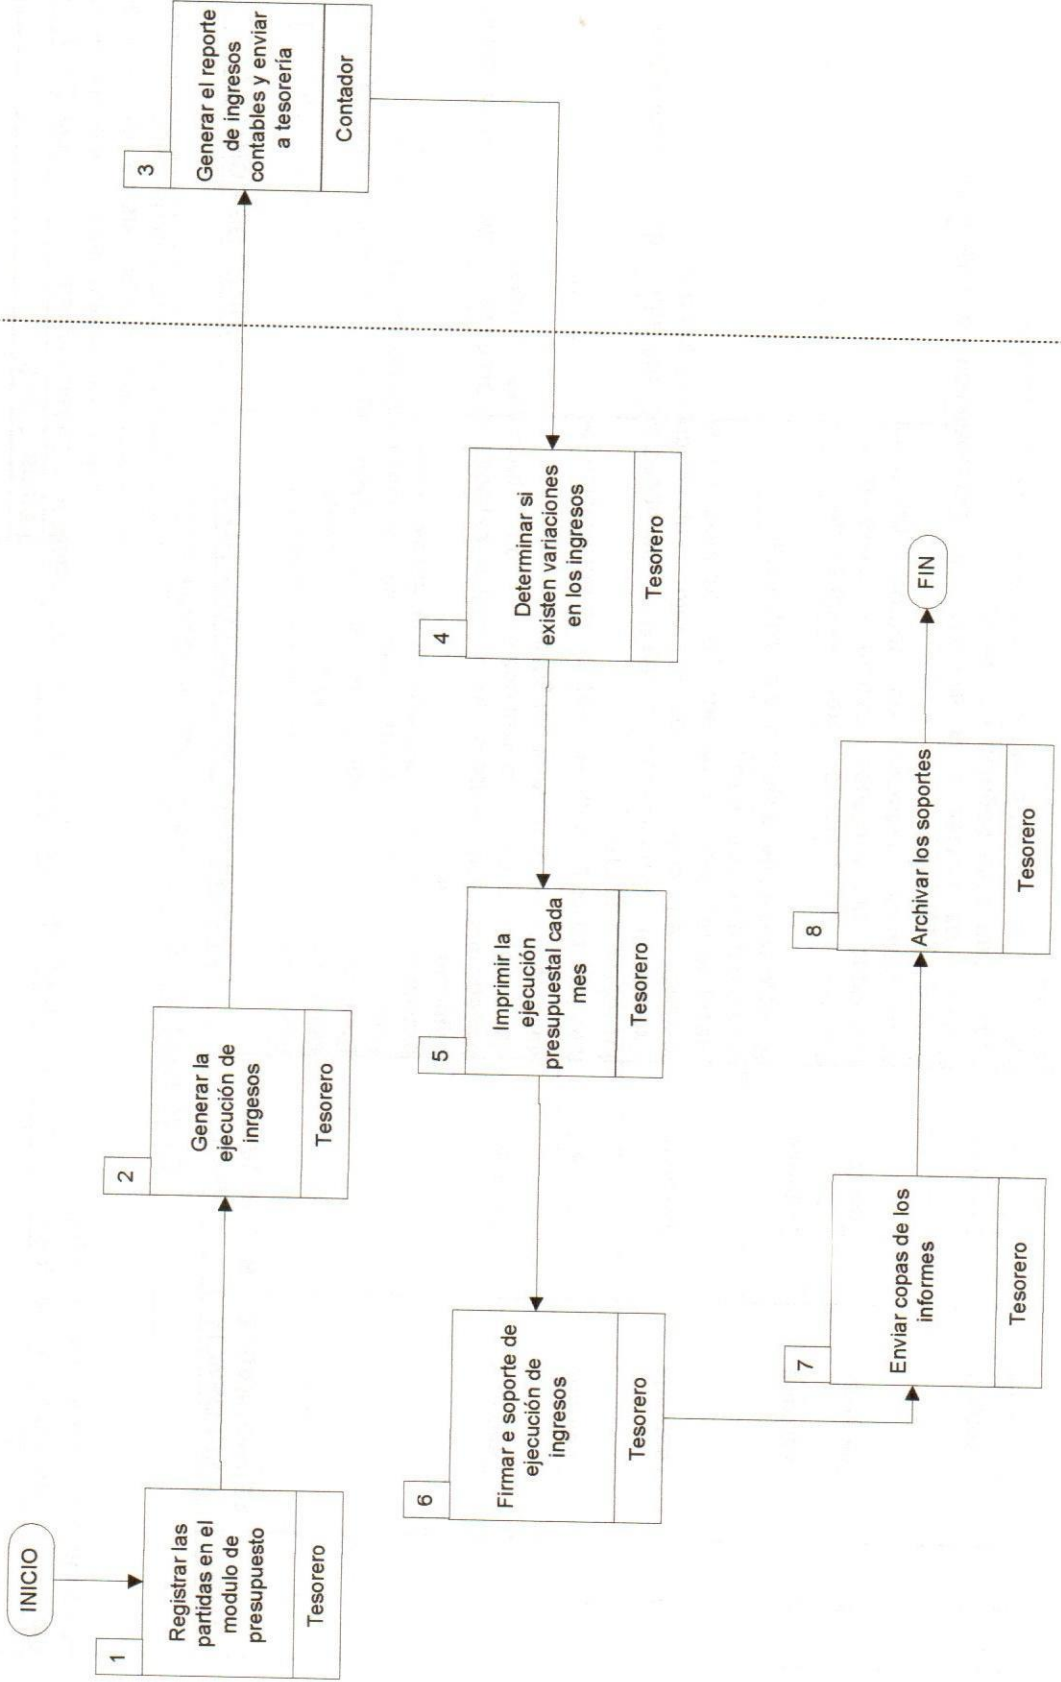 INICIO
1
Registrar las
partidas en el
modulo de
presupuesto
Tesorero
2
Generar la
ejecución de
inrgesos
Tesorero
3
Generar el reporte
de ingresos
contables y enviar
a tesorería
Contador
4
Determinar si
existen variaciones
en los ingresos
Tesorero
5
Imprimir la
ejecución
presupuestal cada
mes
Tesorero
6
Firmar e soporte de
ejecución de
ingresos
Tesorero
7
Enviar copas de los
informes
Tesorero
8
Archivar los soportes
Tesorero
FIN